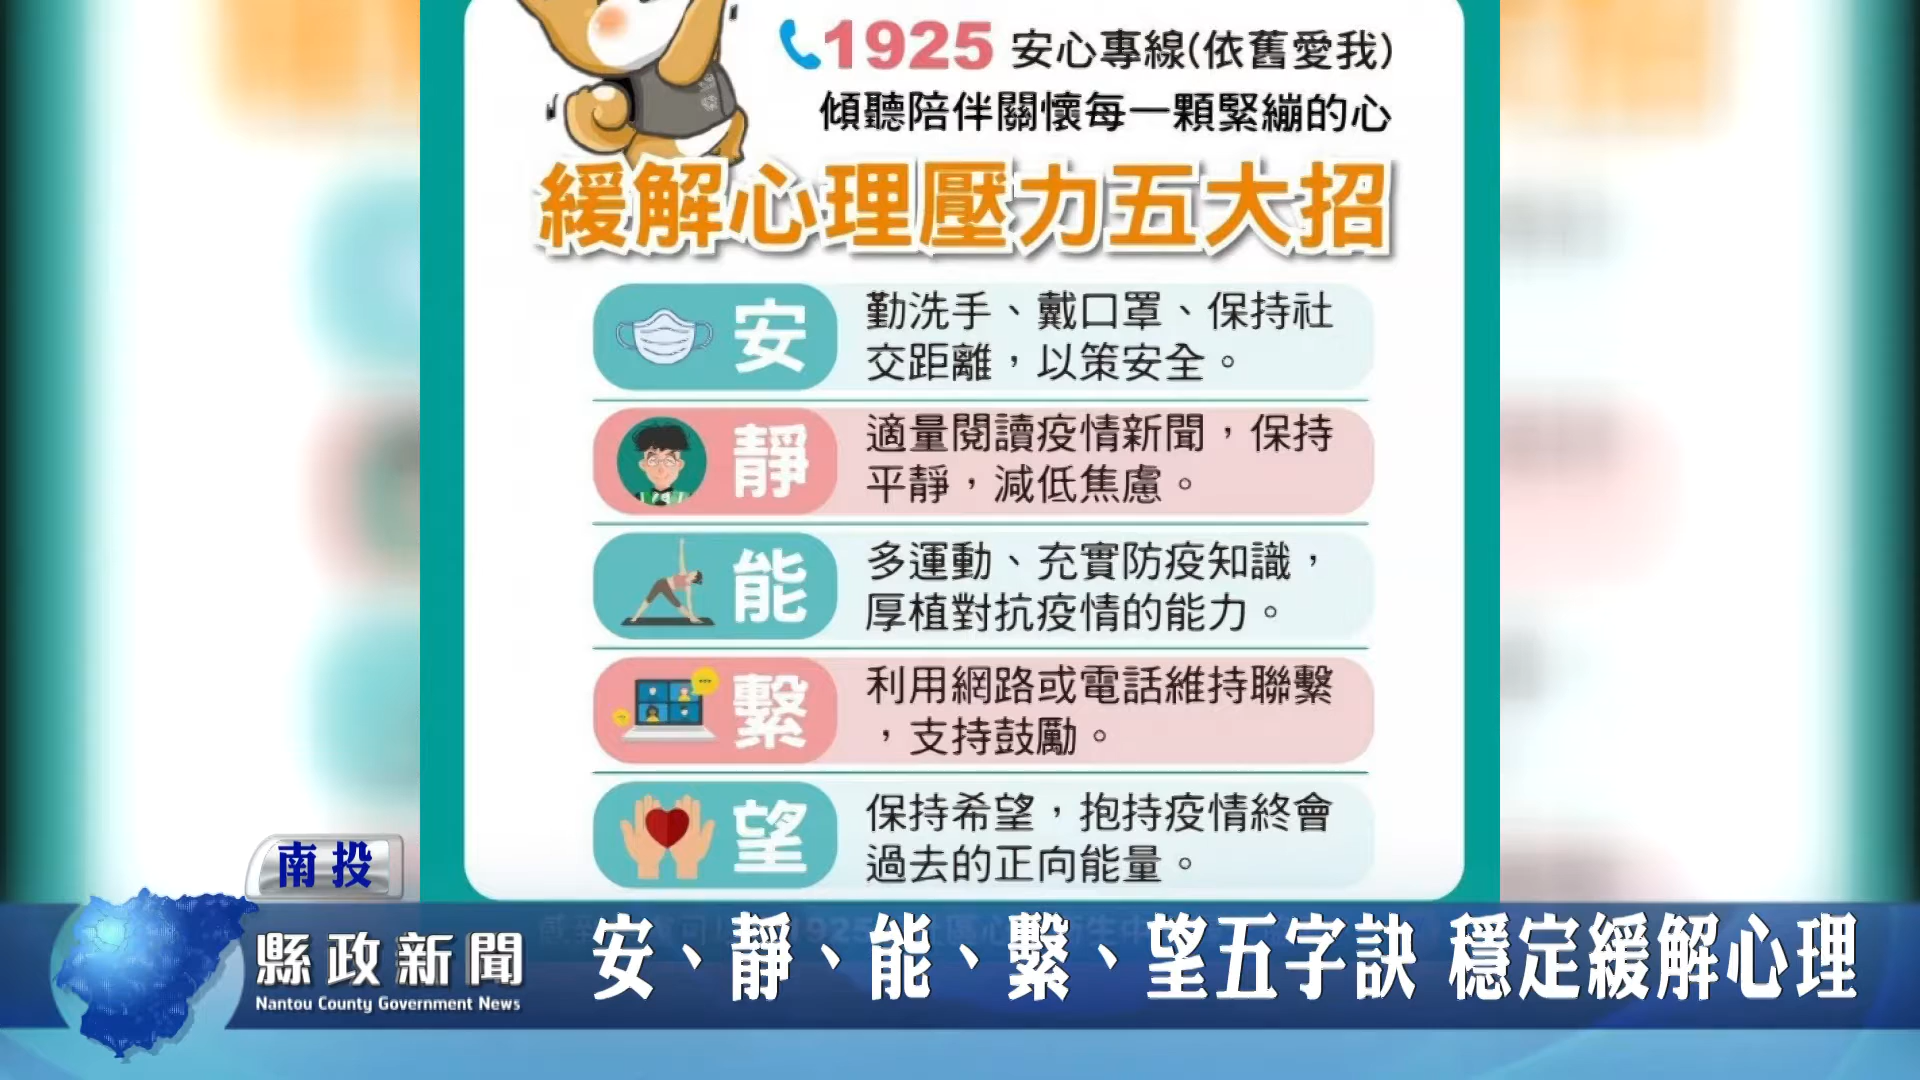 1925 安心專線(依舊愛我)
傾聽陪伴關懷每一顆緊繃的心
緩解心理壓力五大招
安
勤洗手、戴口罩、保持社
交距離，以策安全。
靜
適量閱讀疫情新聞，保持
平靜，減低焦慮。
能
多運動、充實防疫知識，
厚植對抗疫情的能力。
繫
利用網路或電話維持聯繫
，支持鼓勵。
望
保持希望，抱持疫情終會
過去的正向能量。
南投
縣政新聞
Nantou County Government News
安、靜、能、繫、望五字訣 穩定緩解心理